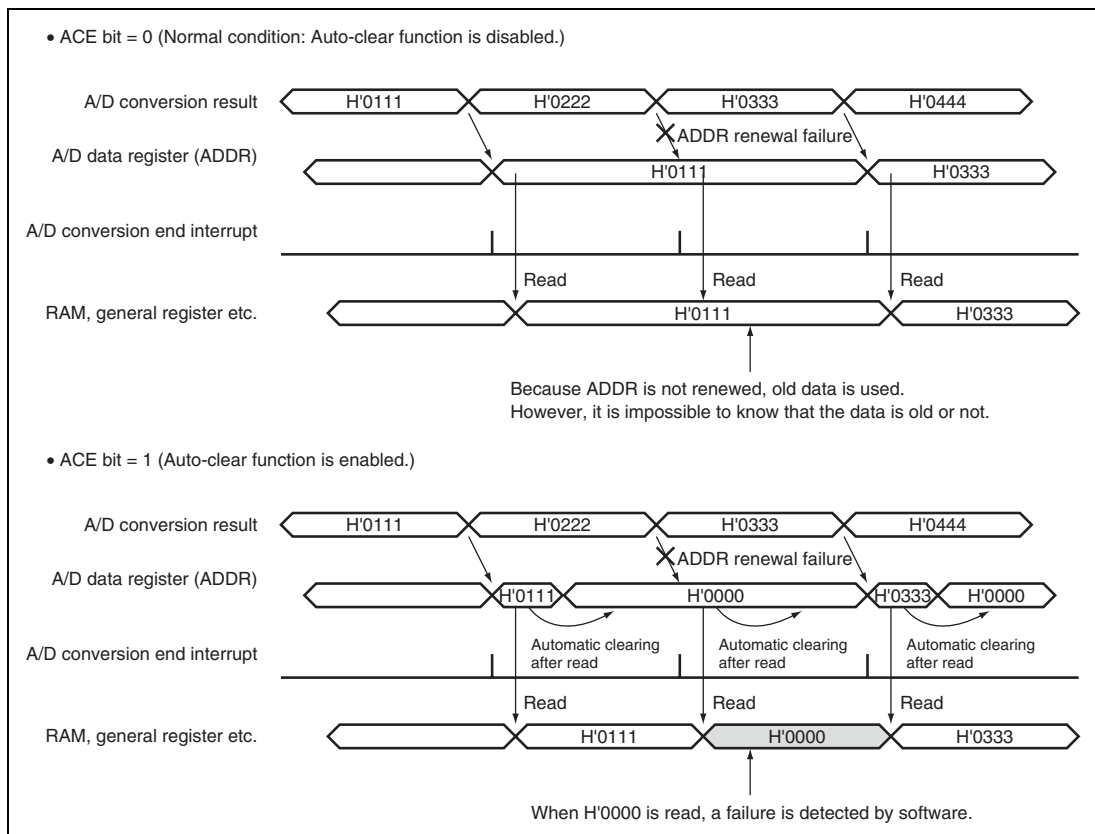 • ACE bit = 0 (Normal condition: Auto-clear function is disabled.)
A/D conversion result
H'0111
H'0222
H'0333
H'0444
ADDR renewal failure
A/D data register (ADDR)
H'0111
H'0333
A/D conversion end interrupt
Read
Read
Read
RAM, general register etc.
H'0111
H'0333
Because ADDR is not renewed, old data is used.
However, it is impossible to know that the data is old or not.
• ACE bit = 1 (Auto-clear function is enabled.)
A/D conversion result
H'0111
H'0222
H'0333
H'0444
ADDR renewal failure
A/D data register (ADDR)
H'0111
H'0000
H'0333
H'0000
Automatic clearing
after read
Automatic clearing
after read
Automatic clearing
after read
A/D conversion end interrupt
Read
Read
Read
RAM, general register etc.
H'0111
H'0000
H'0333
When H'0000 is read, a failure is detected by software.